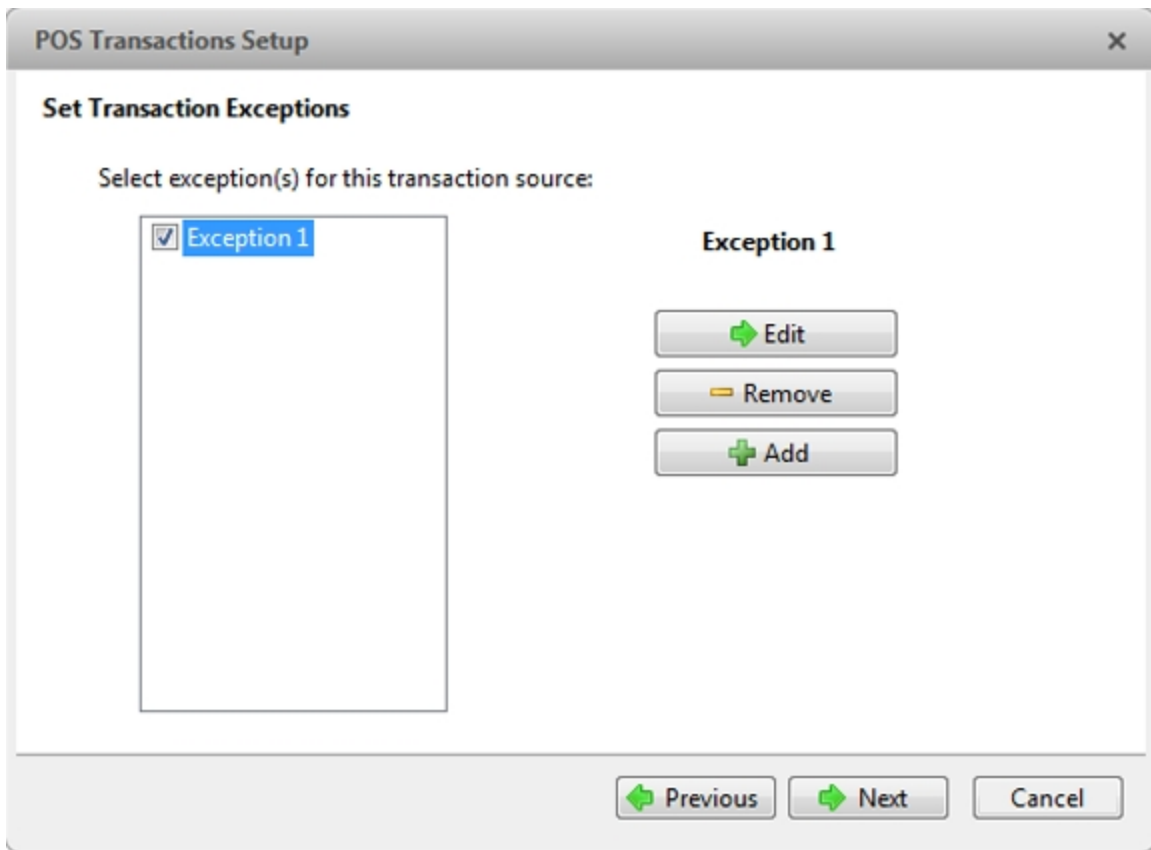 POS Transactions Setup
Set Transaction Exceptions
Select exception(s) for this transaction source:
Exception 1
Exception 1
Edit
Remove
Add
Previous Next Cancel